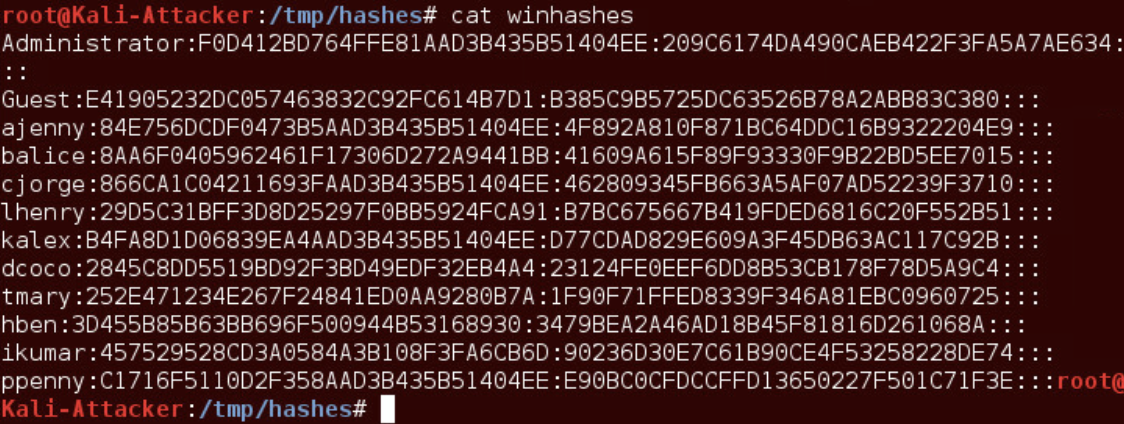 root@Kali-Attacker:/tmp/hashes# cat winhashes
Administrator:F0D412BD764FFE81AAD3B435B51404EE:209C6174DA490CAEB422F3FA5A7AE634:
::
Guest:E41905232DC057463832C92FC614B7D1:B385C9B5725DC63526B78A2ABB83C380:::
ajenny:84E756DCDF0473B5AAD3B435B51404EE:4F892A810F871BC64DDC16B9322204E9:::
balice:8AA6F0405962461F17306D272A9441BB:41609A615F89F93330F9B22BD5EE7015:::
cjorge:866CA1C04211693FAAD3B435B51404EE:462809345FB663A5AF07AD52239F3710:::
lhenry:29D5C31BFF3D8D25297F0BB5924FCA91:B7BC675667B419FDED6816C20F552B51:::
kalex:B4FA8D1D06839EA4AAD3B435B51404EE:D77CDAD829E609A3F45DB63AC117C92B:::
dcoco:2845C8DD5519BD92F3BD49EDF32EB4A4:23124FE0EEF6DD8B53CB178F78D5A9C4:::
tmary:252E471234E267F24841ED0AA9280B7A:1F90F71FFED8339F346A81EBC0960725:::
hben:3D455B85B63BB696F500944B53168930:3479BEA2A46AD18B45F81816D261068A:::
ikumar:457529528CD3A0584A3B108F3FA6CB6D:90236D30E7C61B90CE4F53258228DE74:::
ppenny:C1716F5110D2F358AAD3B435B51404EE:E90BC0CFDCCFFD13650227F501C71F3E:::root@
Kali-Attacker:/tmp/hashes#